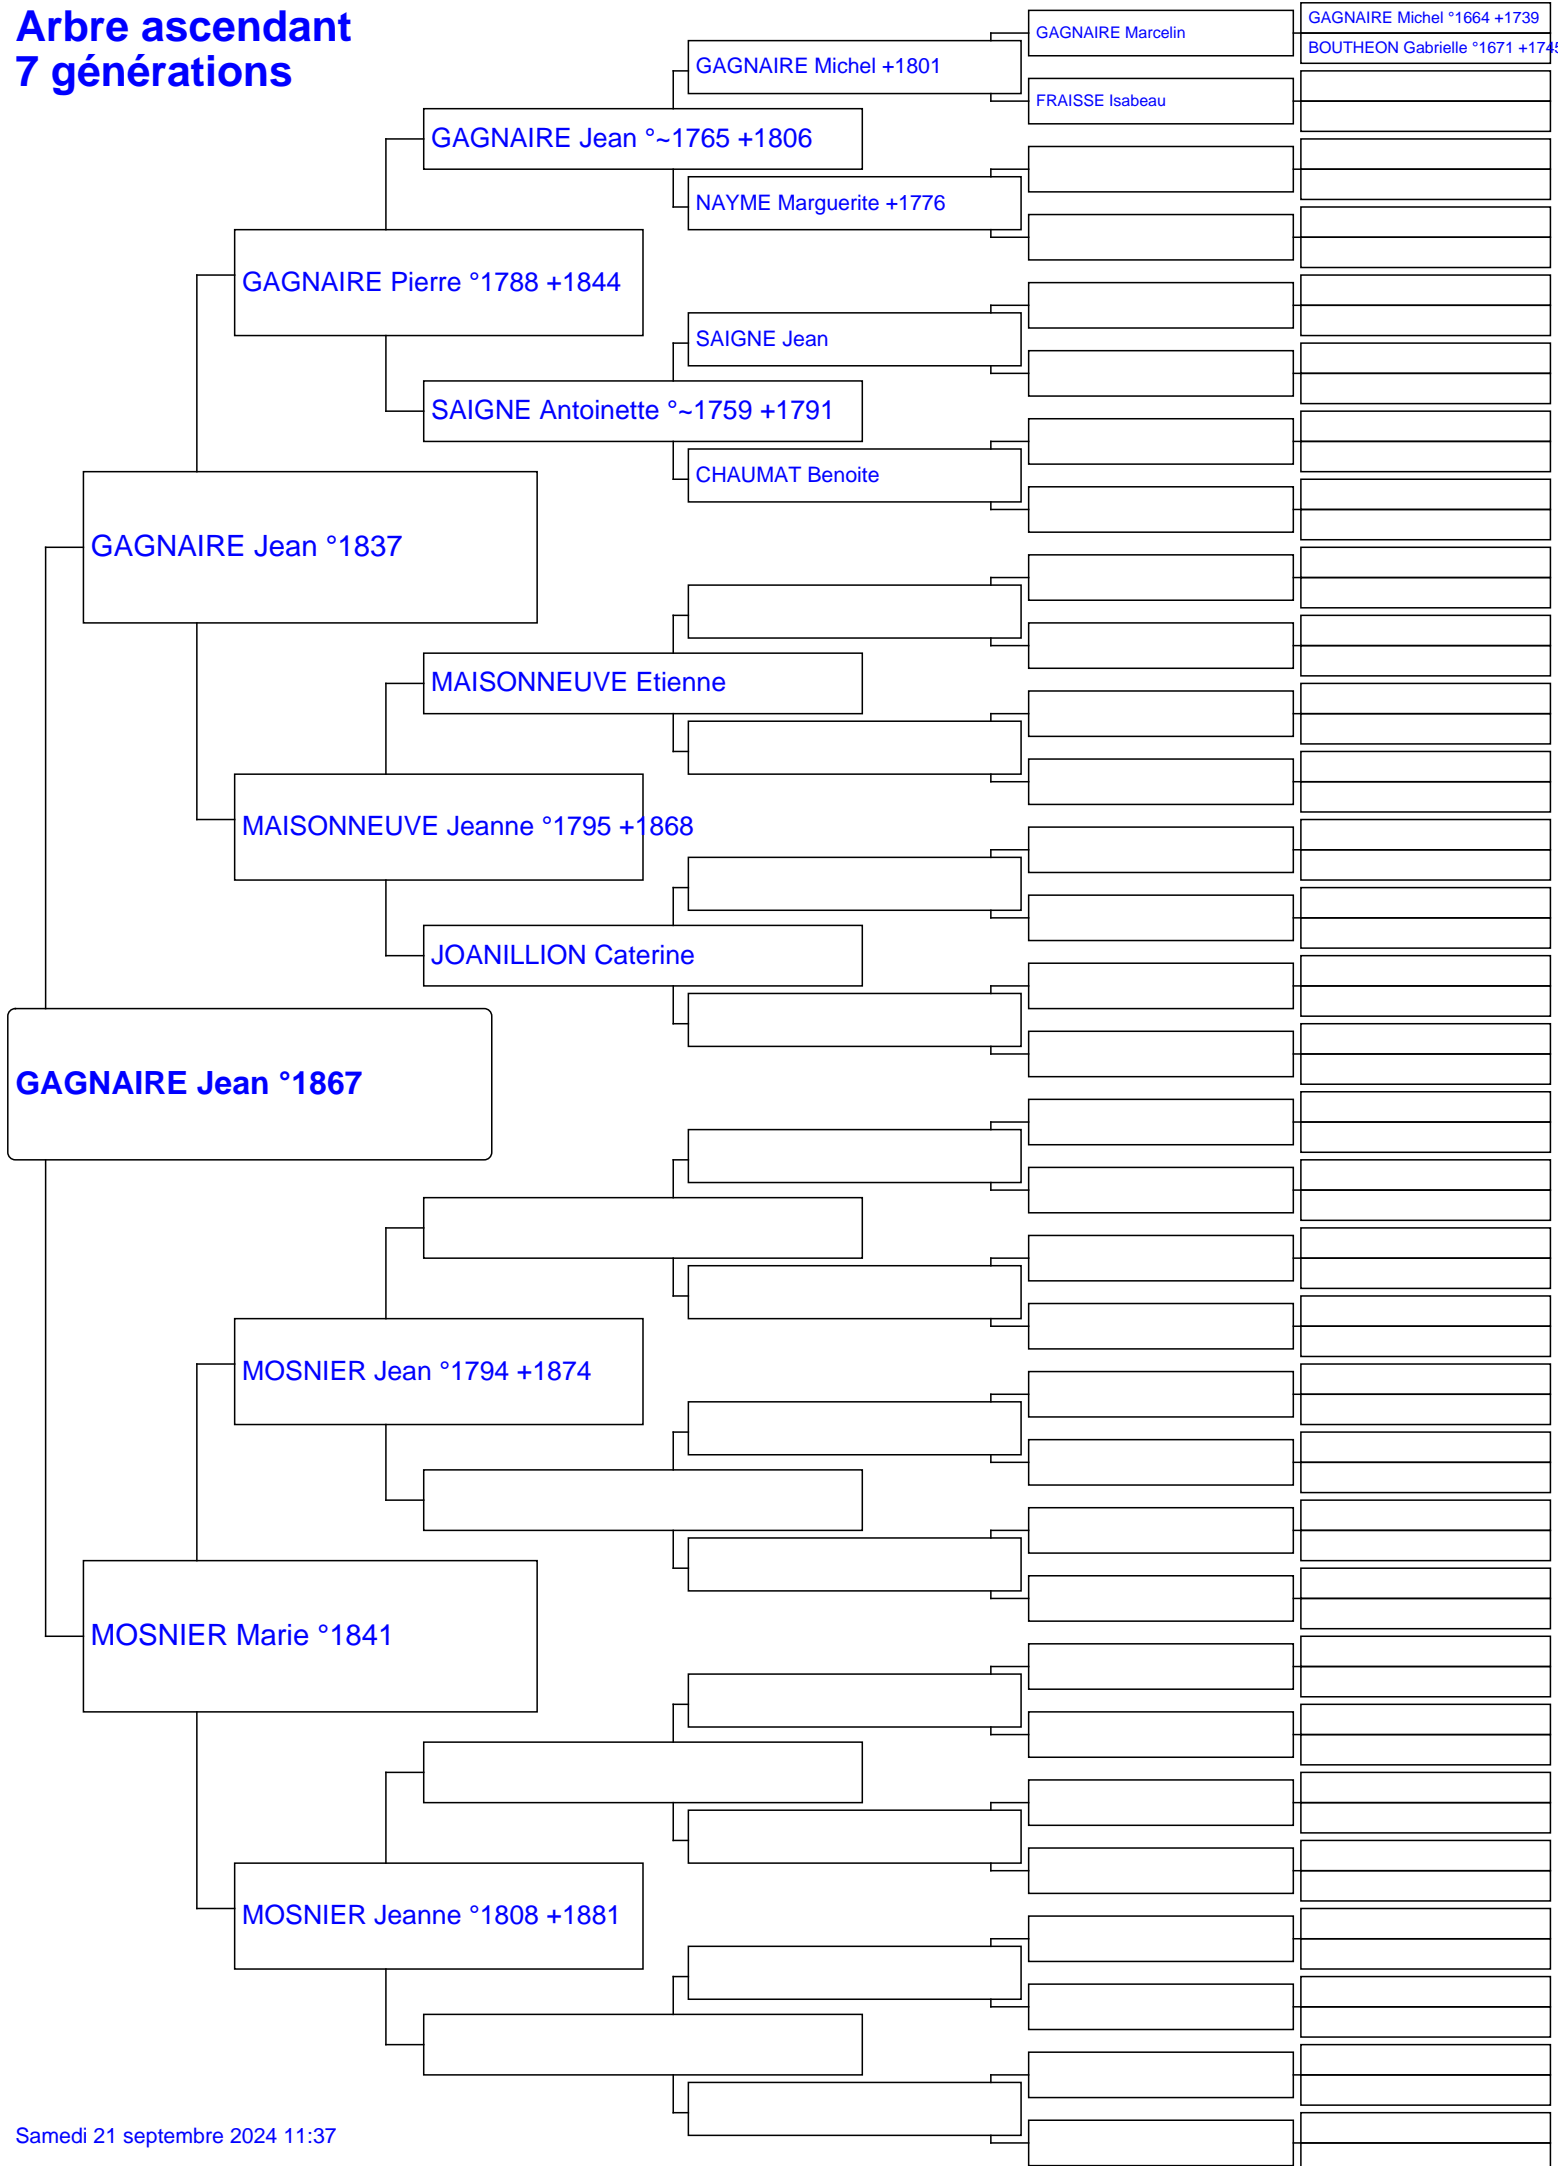 Arbre ascendant
7 générations
GAGNAIRE Michel °1664 +1739
GAGNAIRE Marcelin
BOUTHEON Gabrielle °1671 +1745
GAGNAIRE Michel +1801
FRAISSE Isabeau
GAGNAIRE Jean °~1765 +1806
NAYME Marguerite +1776
GAGNAIRE Pierre °1788 +1844
SAIGNE Jean
SAIGNE Antoinette °~1759 +1791
CHAUMAT Benoite
GAGNAIRE Jean °1837
MAISONNEUVE Etienne
MAISONNEUVE Jeanne °1795 +1868
JOANILLION Caterine
GAGNAIRE Jean °1867
MOSNIER Jean °1794 +1874
MOSNIER Marie °1841
MOSNIER Jeanne °1808 +1881
Samedi 21 septembre 2024 11:37